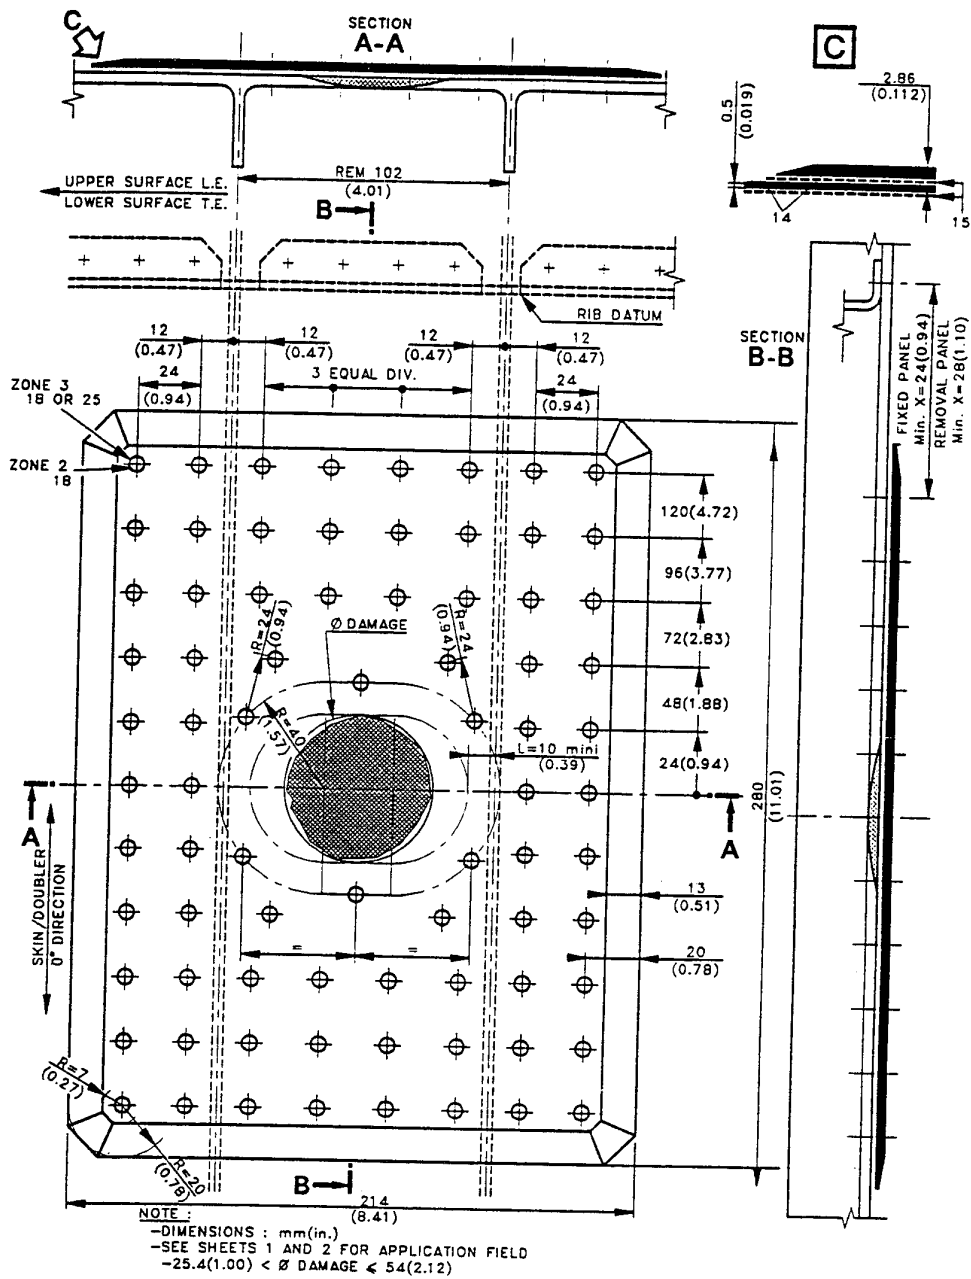 C
SECTION
A-A
C
2.86
(0.112)
0.5
(0.019)
14
15
UPPER SURFACE L.E.
LOWER SURFACE T.E.
REM 102
(4.01)
B
RIB DATUM
SECTION
B-B
FIXED PANEL
Min. X=24(0.94)
REMOVAL PANEL
Min. X=28(1.10)
12
(0.47)
12
(0.47)
12
(0.47)
12
(0.47)
3 EQUAL DIV.
24
(0.94)
24
(0.94)
ZONE 3
18 OR 25
ZONE 2
18
120(4.72)
96(3.77)
72(2.83)
48(1.88)
24(0.94)
R=24
(0.94)
Ø DAMAGE
R=24
(0.94)
R=40
(1.57)
L=10 mini
(0.39)
280
(11.01)
A
A
SKIN/DOUBLER
0° DIRECTION
13
(0.51)
20
(0.78)
=
=
R=7
(0.27)
R=20
(0.78)
B
214
(8.41)
NOTE :
-DIMENSIONS : mm(in.)
-SEE SHEETS 1 AND 2 FOR APPLICATION FIELD
-25.4(1.00) < Ø DAMAGE ⩽ 54(2.12)